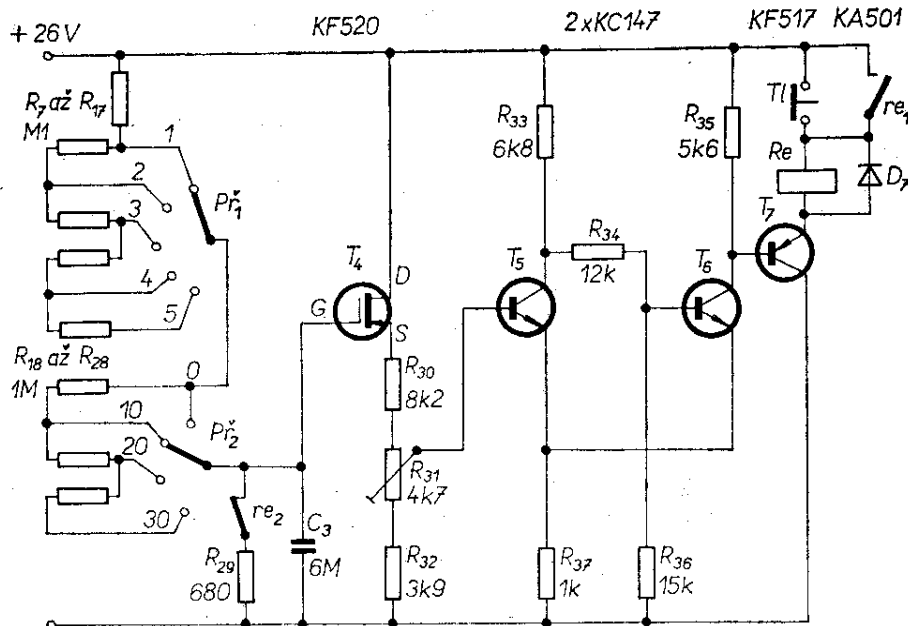 + 26V
KF520
2xKC147
KF517
KA501
R7 až R17
M1
1
2
3
4
5
Př1
R18 až R28
1M
0
10
20
30
Př2
re2
R29
680
C3
6M
T4
G
D
S
R30
8k2
R31
4k7
R32
3k9
R33
6k8
T5
R34
12k
R37
1k
R36
15k
R35
5k6
T6
T7
Tl
Re
re1
D7